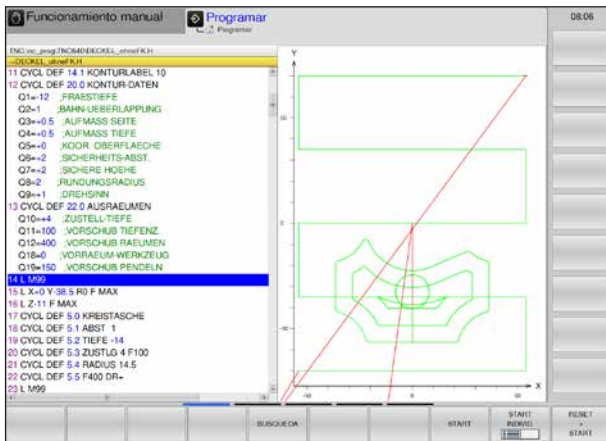 Funcionamiento manual
Programar
Programar
08:06
TNC:\nc_prog\TNC640\DECKEL_ohneFK.H
→DECKEL_ohneFK.H
11 CYCL DEF 14.1 KONTURLABEL 10
12 CYCL DEF 20.0 KONTUR-DATEN
Q1=-12 ;FRAESTIEFE
Q2=1 ;BAHN-UEBERLAPPUNG
Q3=+0.5 ;AUFMASS SEITE
Q4=+0.5 ;AUFMASS TIEFE
Q5=+0 ;KOOR. OBERFLAECHE
Q6=+2 ;SICHERHEITS-ABST.
Q7=+2 ;SICHERE HOEHE
Q8=2 ;RUNDUNGSRADIUS
Q9=+1 ;DREHSINN
13 CYCL DEF 22.0 AUSRAEUMEN
Q10=+4 ;ZUSTELL-TIEFE
Q11=100 ;VORSCHUB TIEFENZ.
Q12=400 ;VORSCHUB RAEUMEN
Q18=0 ;VORRAEUM-WERKZEUG
Q19=150 ;VORSCHUB PENDELN
14 L M99
15 L X+0 Y-38.5 R0 F MAX
16 L Z-11 F MAX
17 CYCL DEF 5.0 KREISTASCHE
18 CYCL DEF 5.1 ABST 1
19 CYCL DEF 5.2 TIEFE -14
20 CYCL DEF 5.3 ZUSTLG 4 F100
21 CYCL DEF 5.4 RADIUS 14.5
22 CYCL DEF 5.5 F400 DR+
23 L M99
Y
0
X
0
BUSQUEDA
START
START
INDIVID.
RESET
+
START